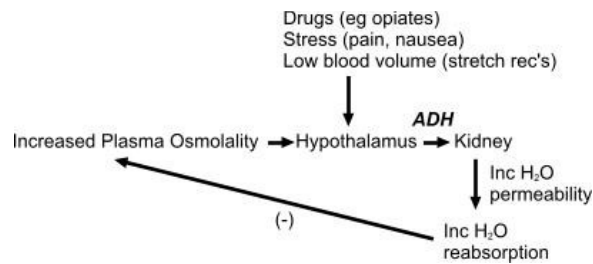 Drugs (eg opiates)
Stress (pain, nausea)
Low blood volume (stretch rec's)
ADH
Increased Plasma Osmolality
Hypothalamus
Kidney
Inc H₂O
permeability
(-)
Inc H₂O
reabsorption